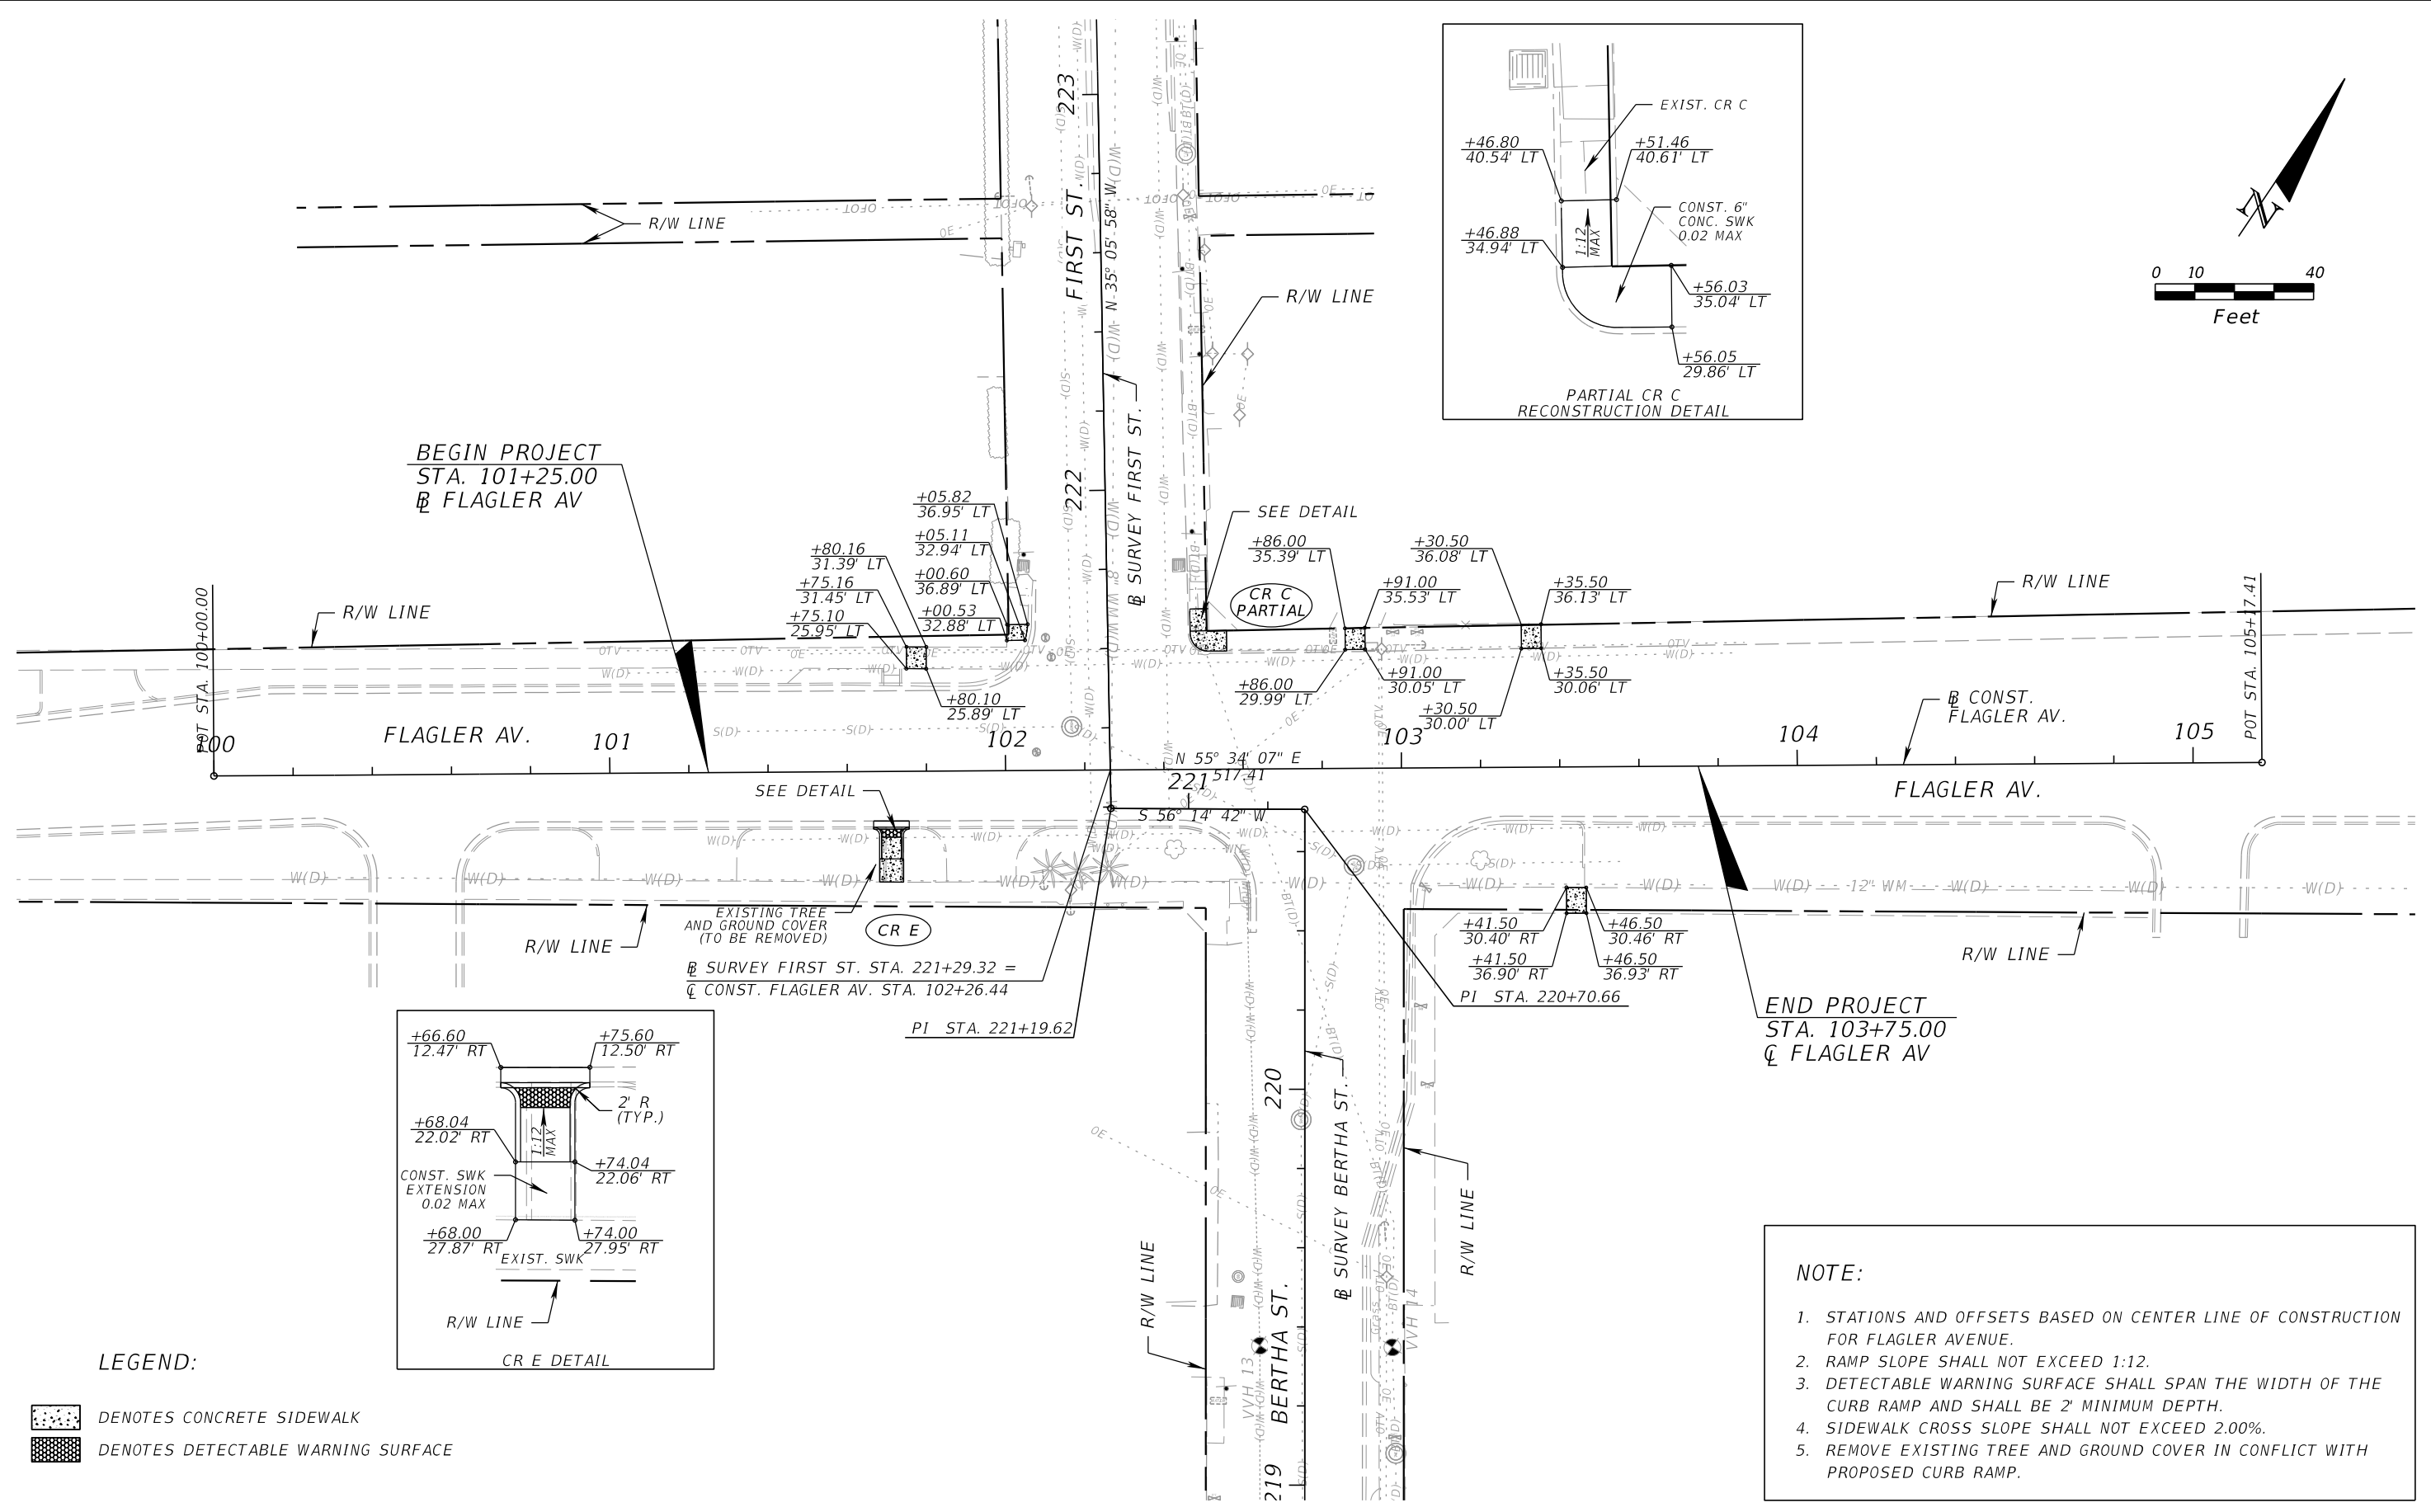 FIRST ST.
223
222
N 35° 05' 58" W
℄ SURVEY FIRST ST.
8" WM
R/W LINE
R/W LINE
EXIST. CR C
+46.80
40.54' LT
+51.46
40.61' LT
CONST. 6"
CONC. SWK
0.02 MAX
+46.88
34.94' LT
1:12
MAX
+56.03
35.04' LT
+56.05
29.86' LT
PARTIAL CR C
RECONSTRUCTION DETAIL
N
0 10 40
Feet
BEGIN PROJECT
STA. 101+25.00
℄ FLAGLER AV
+05.82
36.95' LT
+05.11
32.94' LT
+00.60
36.89' LT
+00.53
32.88' LT
+80.16
31.39' LT
+75.16
31.45' LT
+75.10
25.95' LT
+80.10
25.89' LT
SEE DETAIL
CR C
PARTIAL
+86.00
35.39' LT
+91.00
35.53' LT
+30.50
36.08' LT
+35.50
36.13' LT
+86.00
29.99' LT
+91.00
30.05' LT
+30.50
30.00' LT
+35.50
30.06' LT
R/W LINE
R/W LINE
POT STA. 100+00.00
POT STA. 105+17.41
℄ CONST.
FLAGLER AV.
FLAGLER AV.
100
101
102
103
104
105
N 55° 34' 07" E
517.41
221
S 56° 14' 42" W
FLAGLER AV.
SEE DETAIL
EXISTING TREE
AND GROUND COVER
(TO BE REMOVED)
CR E
R/W LINE
12" WM
℄ SURVEY FIRST ST. STA. 221+29.32 =
℄ CONST. FLAGLER AV. STA. 102+26.44
PI STA. 221+19.62
+41.50
30.40' RT
+46.50
30.46' RT
+41.50
36.90' RT
+46.50
36.93' RT
PI STA. 220+70.66
R/W LINE
END PROJECT
STA. 103+75.00
℄ FLAGLER AV
+66.60
12.47' RT
+75.60
12.50' RT
2' R
(TYP.)
+68.04
22.02' RT
1:12
MAX
+74.04
22.06' RT
CONST. SWK
EXTENSION
0.02 MAX
+68.00
27.87' RT
+74.00
27.95' RT
EXIST. SWK
R/W LINE
CR E DETAIL
220
219
BERTHA ST.
℄ SURVEY BERTHA ST.
R/W LINE
R/W LINE
VVH 13
VVH 14
LEGEND:
DENOTES CONCRETE SIDEWALK
DENOTES DETECTABLE WARNING SURFACE
NOTE:
1. STATIONS AND OFFSETS BASED ON CENTER LINE OF CONSTRUCTION
FOR FLAGLER AVENUE.
2. RAMP SLOPE SHALL NOT EXCEED 1:12.
3. DETECTABLE WARNING SURFACE SHALL SPAN THE WIDTH OF THE
CURB RAMP AND SHALL BE 2' MINIMUM DEPTH.
4. SIDEWALK CROSS SLOPE SHALL NOT EXCEED 2.00%.
5. REMOVE EXISTING TREE AND GROUND COVER IN CONFLICT WITH
PROPOSED CURB RAMP.